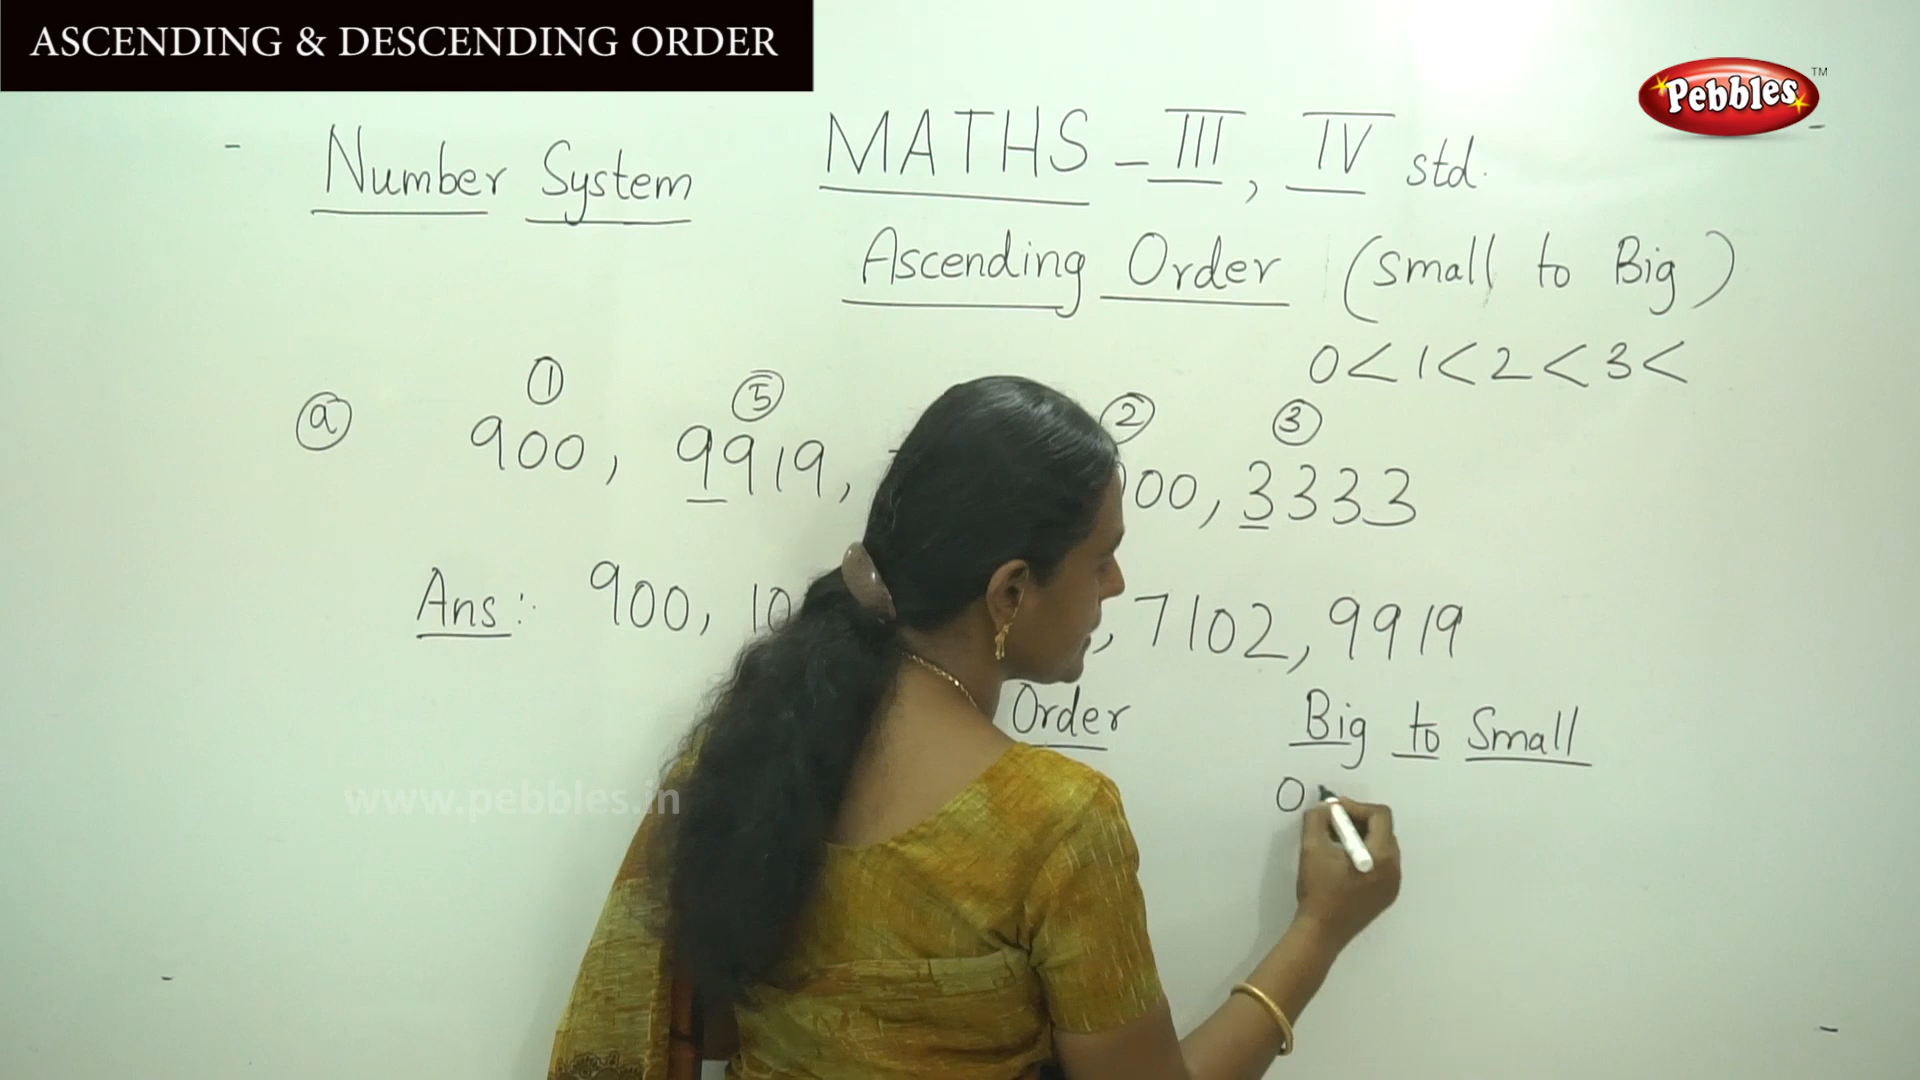 ASCENDING & DESCENDING ORDER
Pebbles TM
Number System MATHS - III, IV std.
Ascending Order (Small to Big)
0 < 1 < 2 < 3 <
① ⑤ ② ③
ⓐ 900, 9919, 00, 3333
Ans: 900, 10 , 7102, 9919
Order Big to Small
0
www.pebbles.in